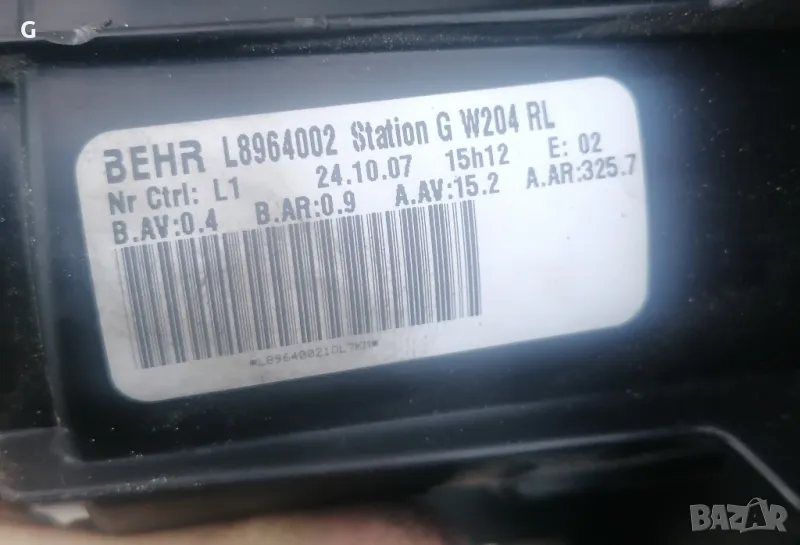 G
BEHR L8964002 Station G W204 RL
Nr Ctrl: L1 24.10.07 15h12 E: 02
B.AV:0.4 B.AR:0.9 A.AV:15.2 A.AR:325.7
BAZAR